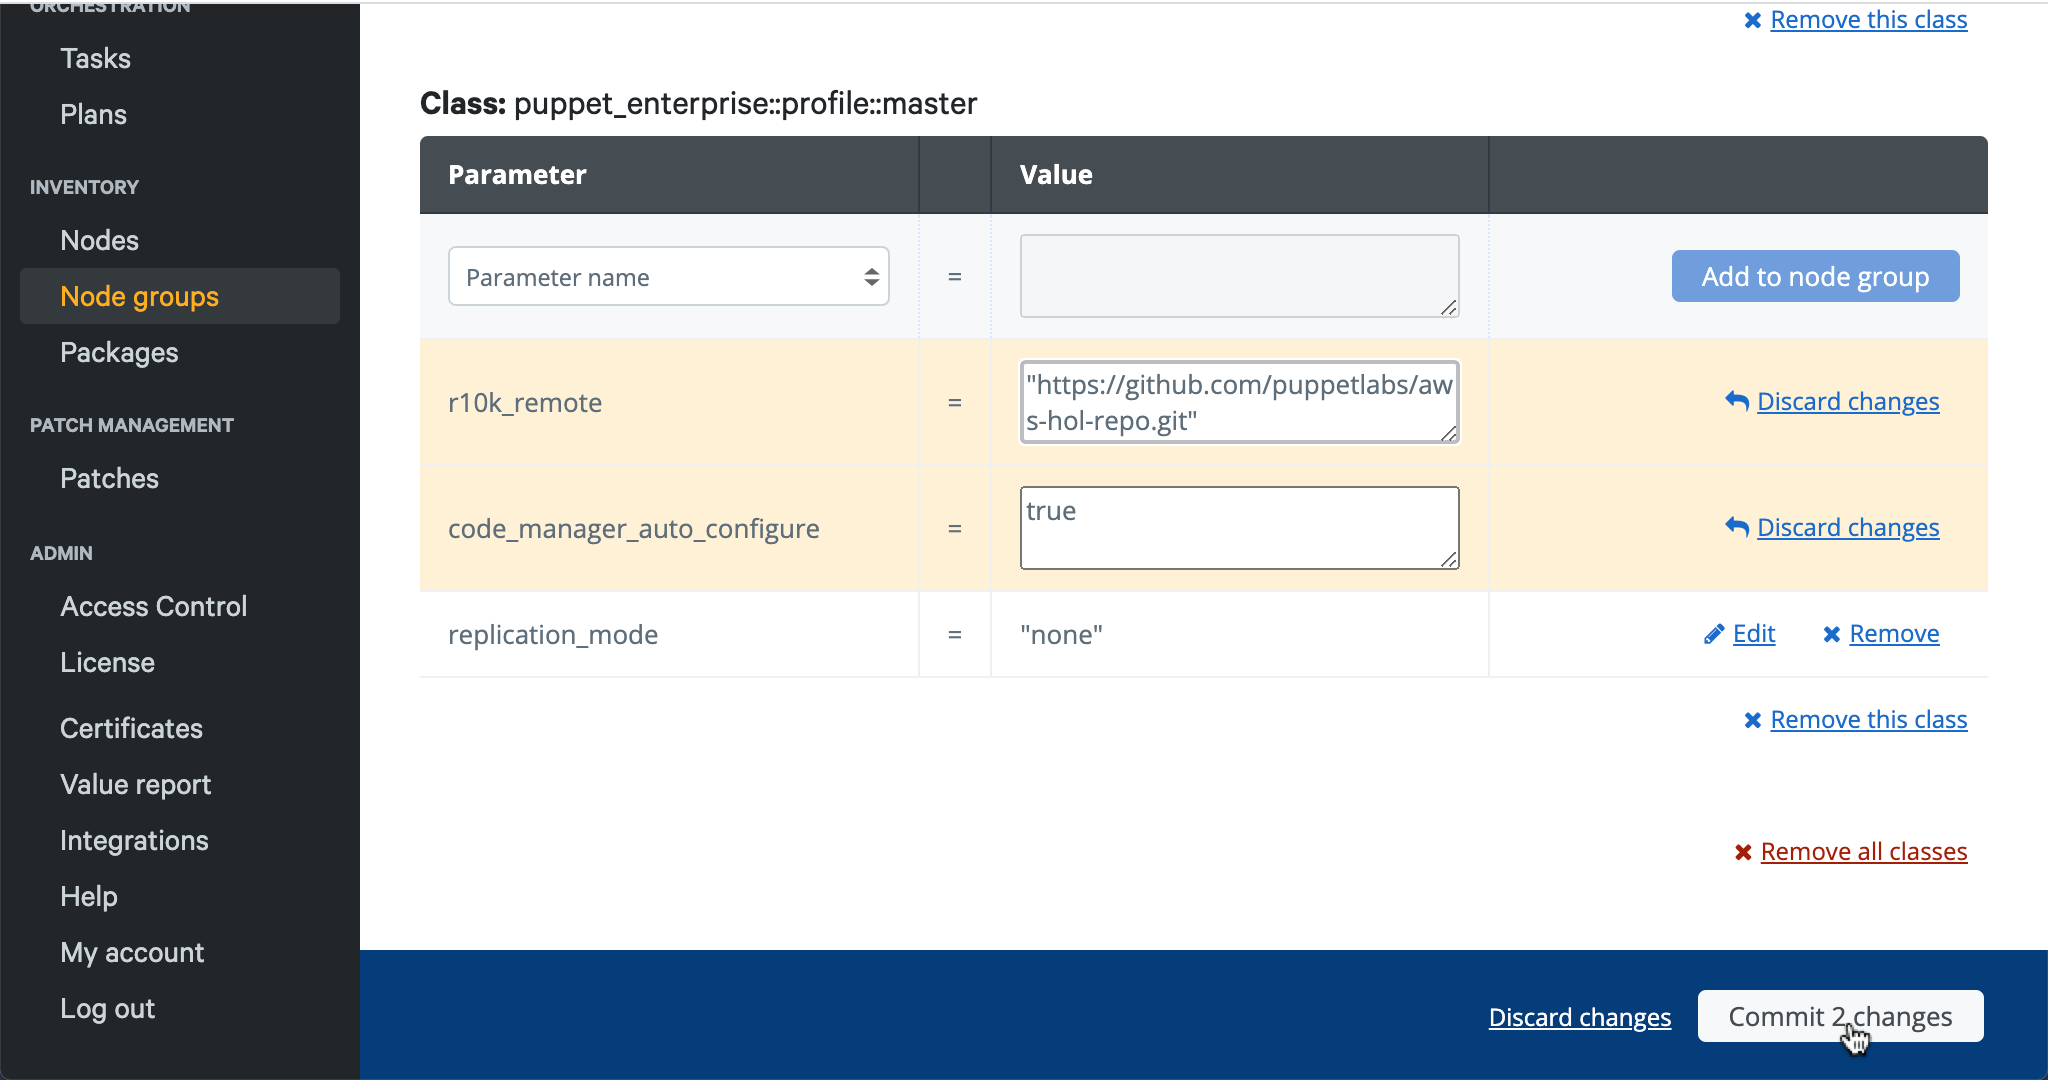 ORCHESTRATION
Tasks
Plans
INVENTORY
Nodes
Node groups
Packages
PATCH MANAGEMENT
Patches
ADMIN
Access Control
License
Certificates
Value report
Integrations
Help
My account
Log out
Remove this class
Class: puppet_enterprise::profile::master
Parameter Value
Parameter name = Add to node group
r10k_remote = "https://github.com/puppetlabs/aw
s-hol-repo.git" Discard changes
code_manager_auto_configure = true Discard changes
replication_mode = "none" Edit Remove
Remove this class
Remove all classes
Discard changes Commit 2 changes